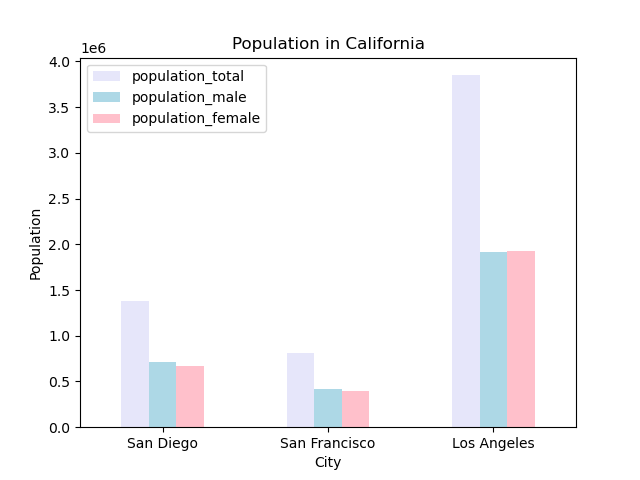 Population in California
1e6
4.0
3.5
3.0
2.5
2.0
1.5
1.0
0.5
0.0
Population
population_total
population_male
population_female
San Diego San Francisco Los Angeles
City